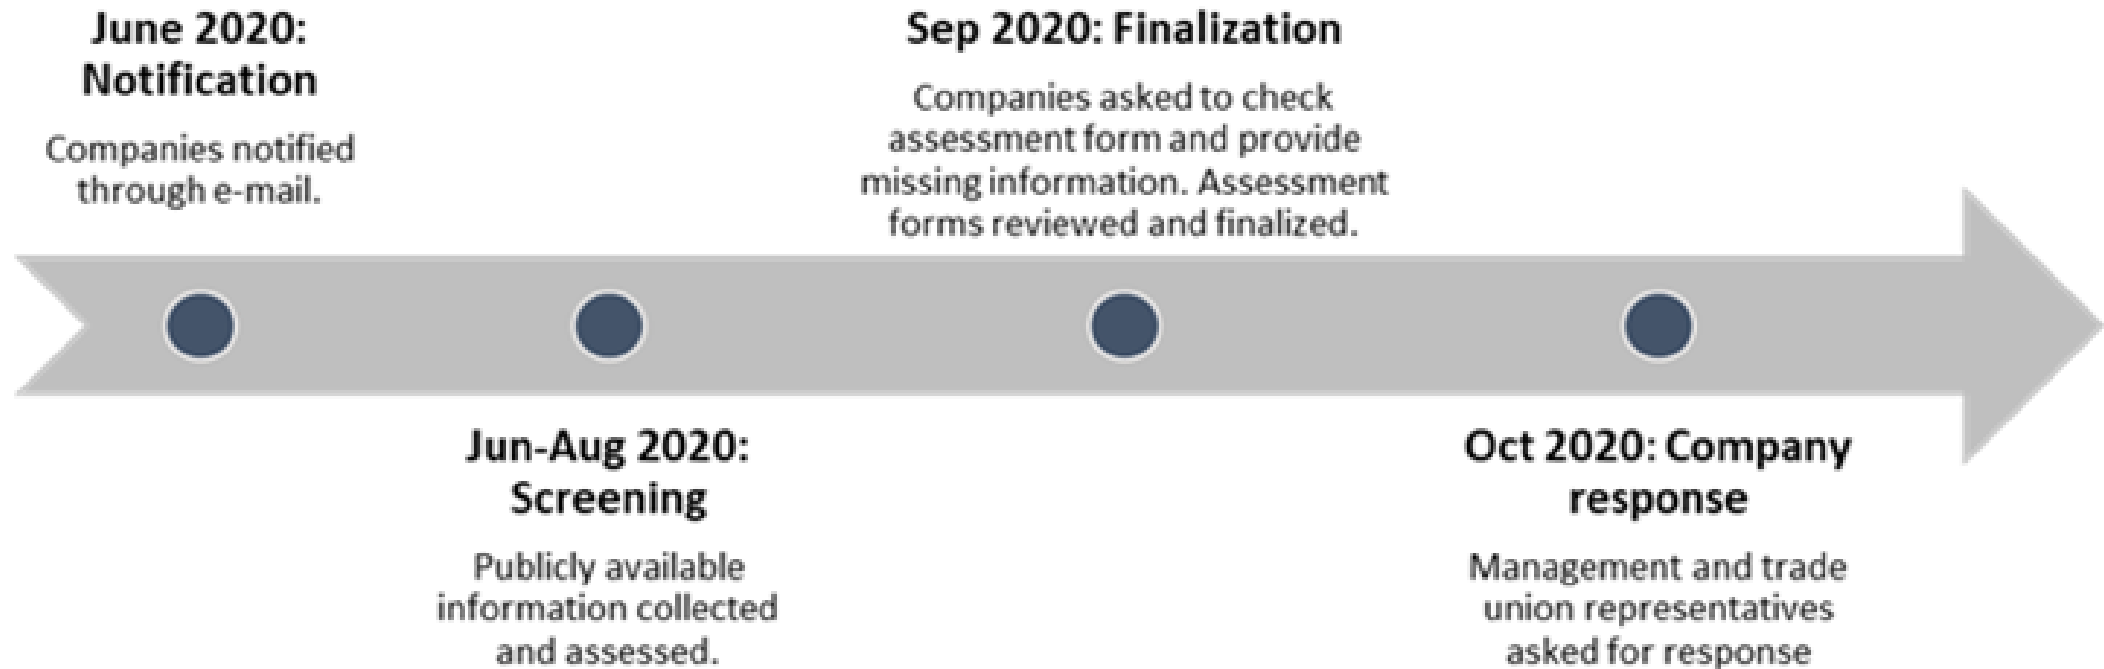 June 2020:
Notification
Companies notified
through e-mail.
Jun-Aug 2020:
Screening
Publicly available
information collected
and assessed.
Sep 2020: Finalization
Companies asked to check
assessment form and provide
missing information. Assessment
forms reviewed and finalized.
Oct 2020: Company
response
Management and trade
union representatives
asked for response